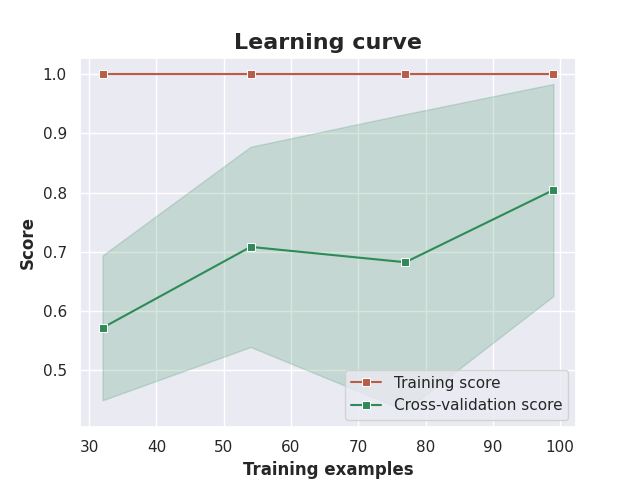 Learning curve
Score
1.0
0.9
0.8
0.7
0.6
0.5
Training score
Cross-validation score
30 40 50 60 70 80 90 100
Training examples